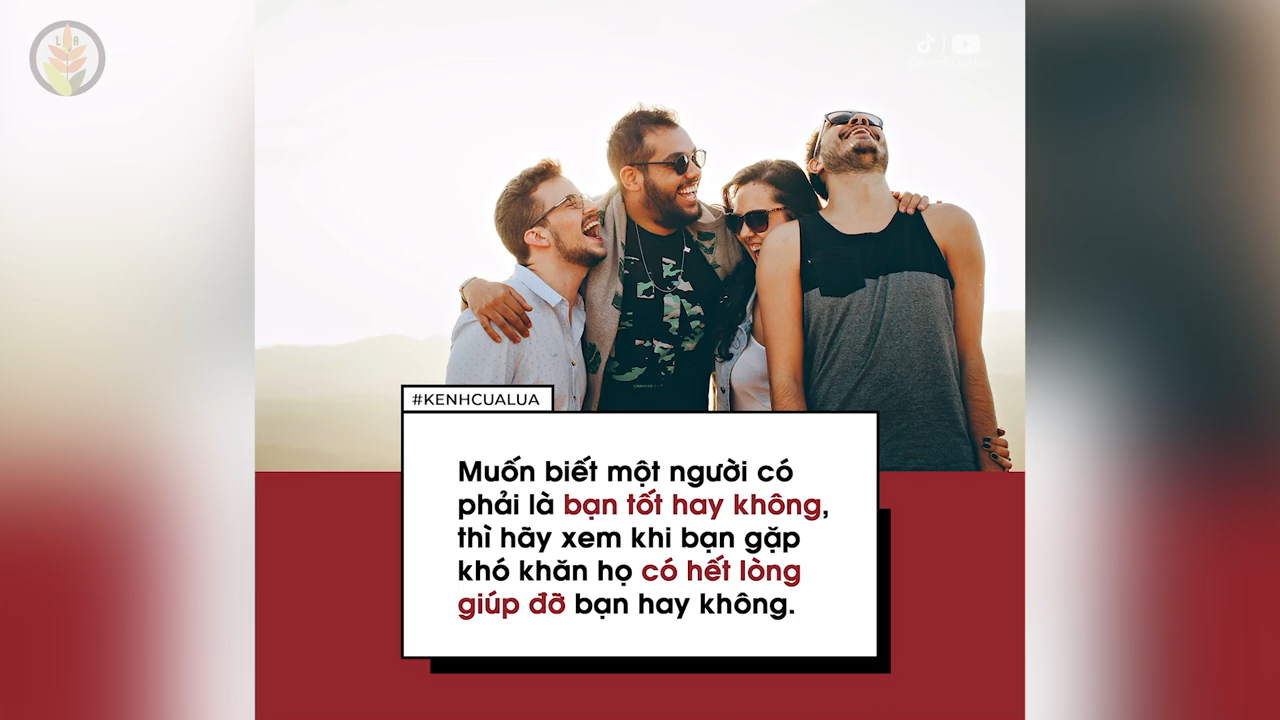 L A
#KENHCUALUA
Muốn biết một người có
phải là bạn tốt hay không,
thì hãy xem khi bạn gặp
khó khăn họ có hết lòng
giúp đỡ bạn hay không.